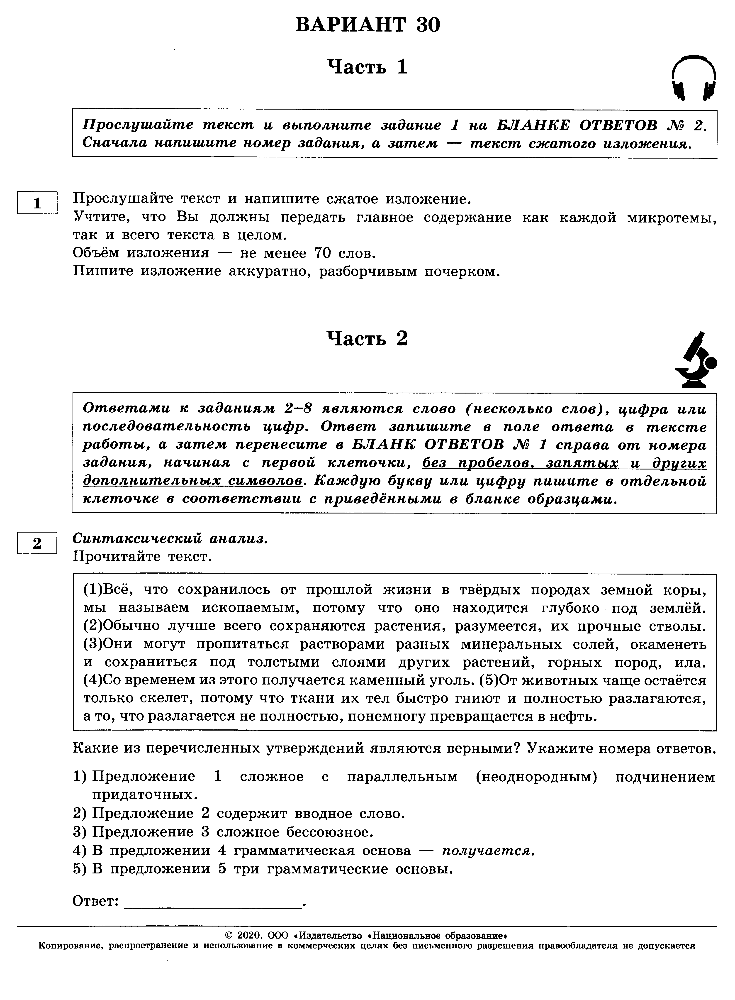 ВАРИАНТ 30
Часть 1
Прослушайте текст и выполните задание 1 на БЛАНКЕ ОТВЕТОВ № 2.
Сначала напишите номер задания, а затем — текст сжатого изложения.
1
Прослушайте текст и напишите сжатое изложение.
Учтите, что Вы должны передать главное содержание как каждой микротемы,
так и всего текста в целом.
Объём изложения — не менее 70 слов.
Пишите изложение аккуратно, разборчивым почерком.
Часть 2
Ответами к заданиям 2–8 являются слово (несколько слов), цифра или
последовательность цифр. Ответ запишите в поле ответа в тексте
работы, а затем перенесите в БЛАНК ОТВЕТОВ № 1 справа от номера
задания, начиная с первой клеточки, без пробелов, запятых и других
дополнительных символов. Каждую букву или цифру пишите в отдельной
клеточке в соответствии с приведёнными в бланке образцами.
2
Синтаксический анализ.
Прочитайте текст.
(1)Всё, что сохранилось от прошлой жизни в твёрдых породах земной коры,
мы называем ископаемым, потому что оно находится глубоко под землёй.
(2)Обычно лучше всего сохраняются растения, разумеется, их прочные стволы.
(3)Они могут пропитаться растворами разных минеральных солей, окаменеть
и сохраниться под толстыми слоями других растений, горных пород, ила.
(4)Со временем из этого получается каменный уголь. (5)От животных чаще остаётся
только скелет, потому что ткани их тел быстро гниют и полностью разлагаются,
а то, что разлагается не полностью, понемногу превращается в нефть.
Какие из перечисленных утверждений являются верными? Укажите номера ответов.
1) Предложение 1 сложное с параллельным (неоднородным) подчинением
придаточных.
2) Предложение 2 содержит вводное слово.
3) Предложение 3 сложное бессоюзное.
4) В предложении 4 грамматическая основа — получается.
5) В предложении 5 три грамматические основы.
Ответ: ____________________.
© 2020. ООО «Издательство «Национальное образование»
Копирование, распространение и использование в коммерческих целях без письменного разрешения правообладателя не допускается